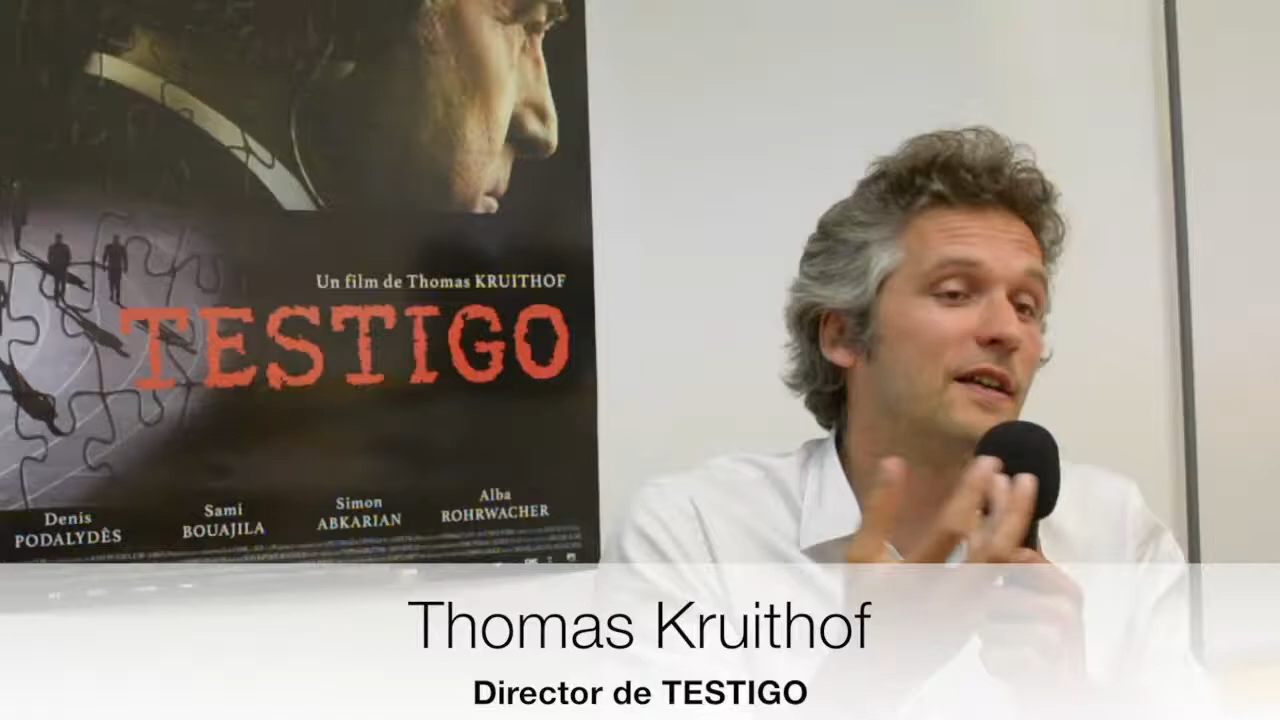 Un film de Thomas KRUITHOF
TESTIGO
Denis
PODALYDÈS
Sami
BOUAJILA
Simon
ABKARIAN
Alba
ROHRWACHER
Thomas Kruithof
Director de TESTIGO